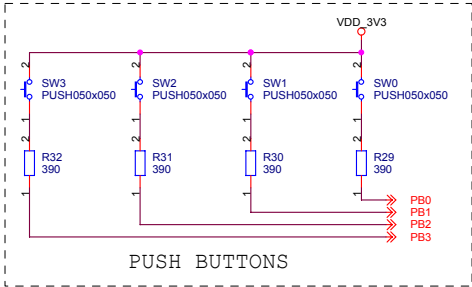 VDD_3V3
2
2
2
2
SW3
PUSH050x050
SW2
PUSH050x050
SW1
PUSH050x050
SW0
PUSH050x050
1
1
1
1
2
2
2
2
R32
390
R31
390
R30
390
R29
390
1
1
1
1
PB0
PB1
PB2
PB3
PUSH BUTTONS